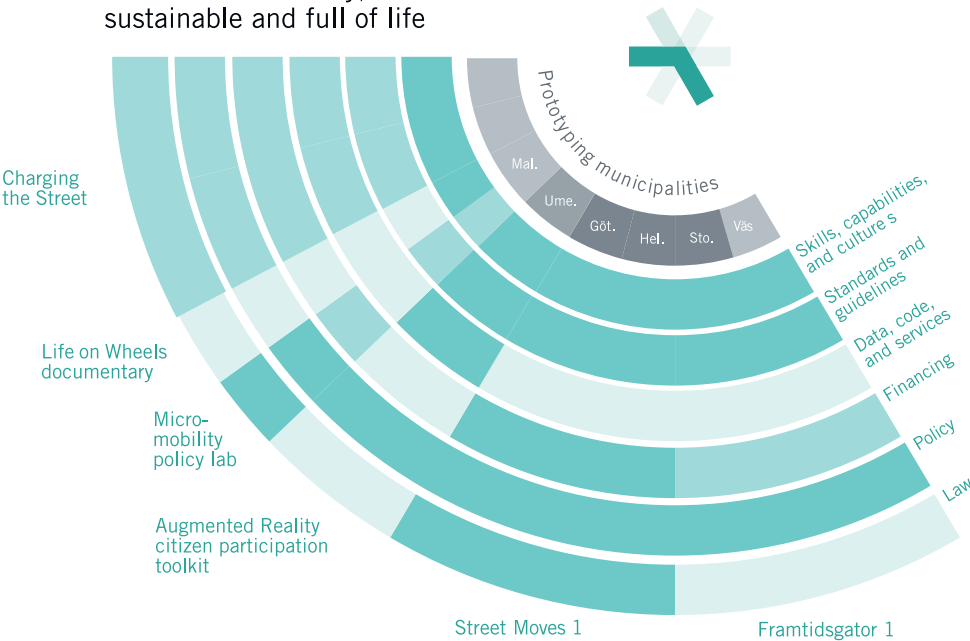 sustainable and full of life
Prototyping municipalities
Mal.
Ume.
Göt.
Hel.
Sto.
Väs
Charging
the Street
Life on Wheels
documentary
Micro-
mobility
policy lab
Augmented Reality
citizen participation
toolkit
Street Moves 1
Framtidsgator 1
Skills, capabilities,
and culture s
Standards and
guidelines
Data, code,
and services
Financing
Policy
Law